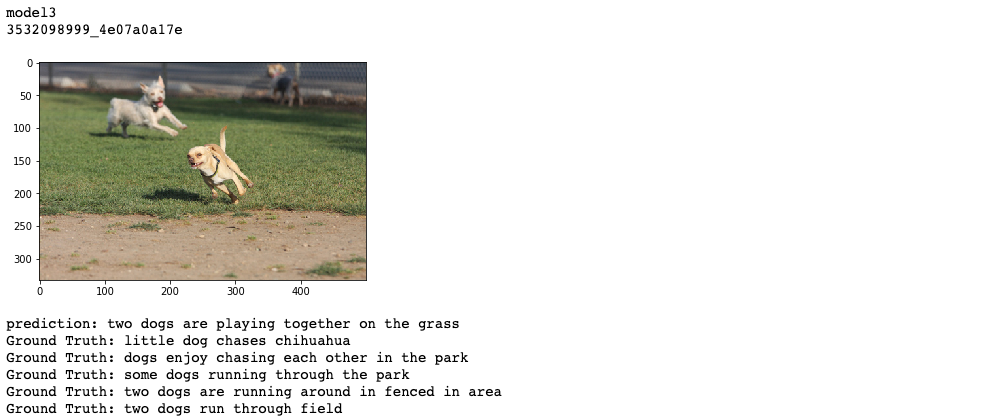 model3
3532098999_4e07a0a17e
0
50
100
150
200
250
300
0 100 200 300 400
prediction: two dogs are playing together on the grass
Ground Truth: little dog chases chihuahua
Ground Truth: dogs enjoy chasing each other in the park
Ground Truth: some dogs running through the park
Ground Truth: two dogs are running around in fenced in area
Ground Truth: two dogs run through field